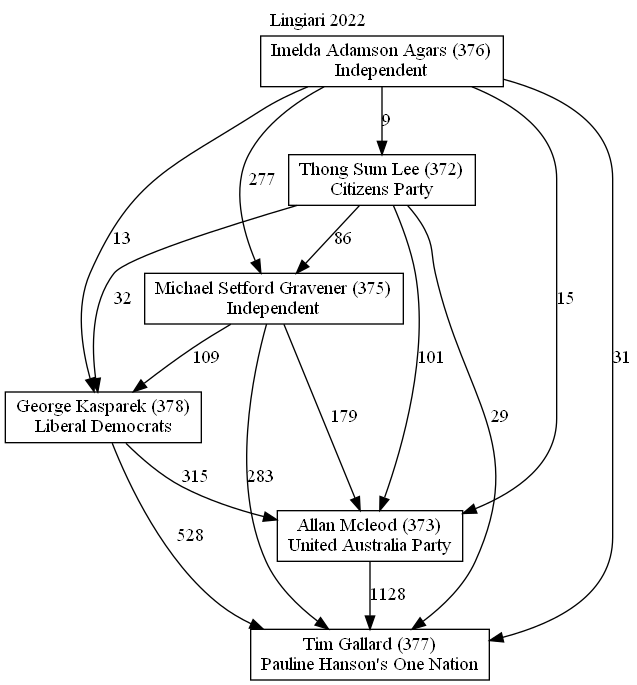 Lingiari 2022
Imelda Adamson Agars (376)
Independent
9
Thong Sum Lee (372)
Citizens Party
277
13
86
32
15
Michael Setford Gravener (375)
Independent
109
101
31
George Kasparek (378)
Liberal Democrats
179
29
315
283
528
Allan Mcleod (373)
United Australia Party
1128
Tim Gallard (377)
Pauline Hanson's One Nation